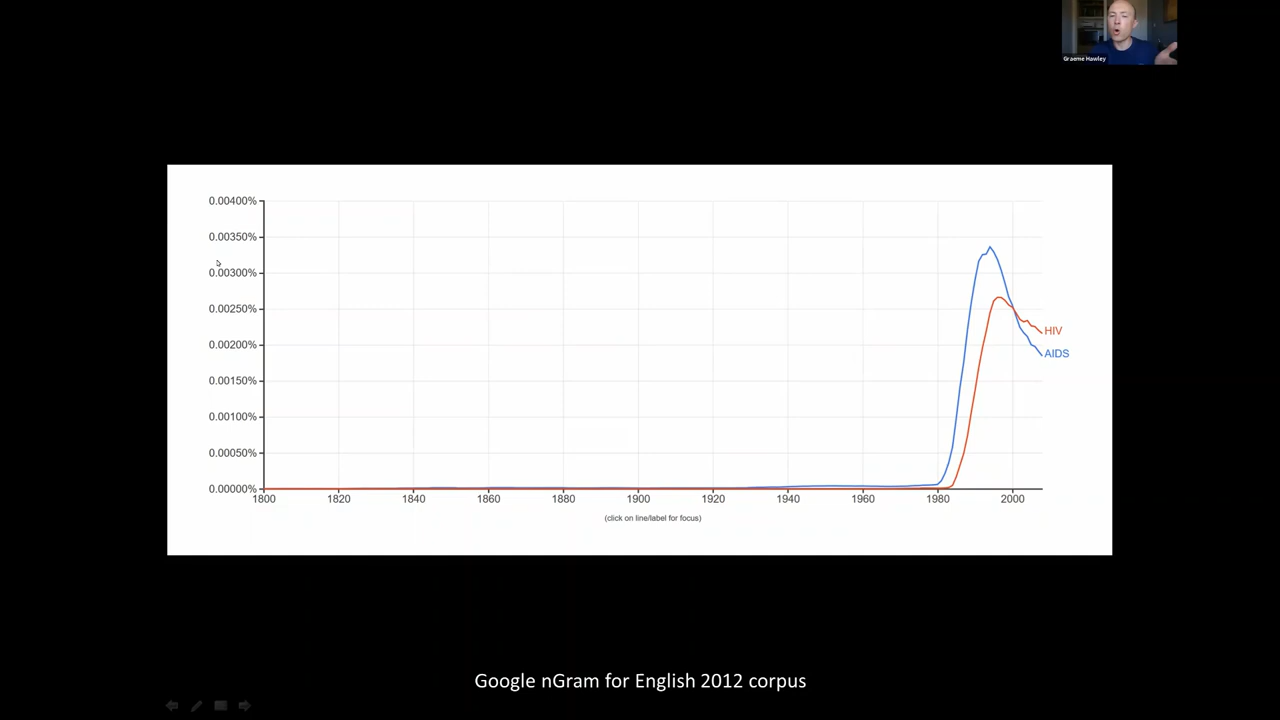 Graeme Hawley
0.00400%
0.00350%
0.00300%
0.00250%
0.00200%
0.00150%
0.00100%
0.00050%
0.00000%
HIV
AIDS
1800 1820 1840 1860 1880 1900 1920 1940 1960 1980 2000
(click on line/label for focus)
Google nGram for English 2012 corpus